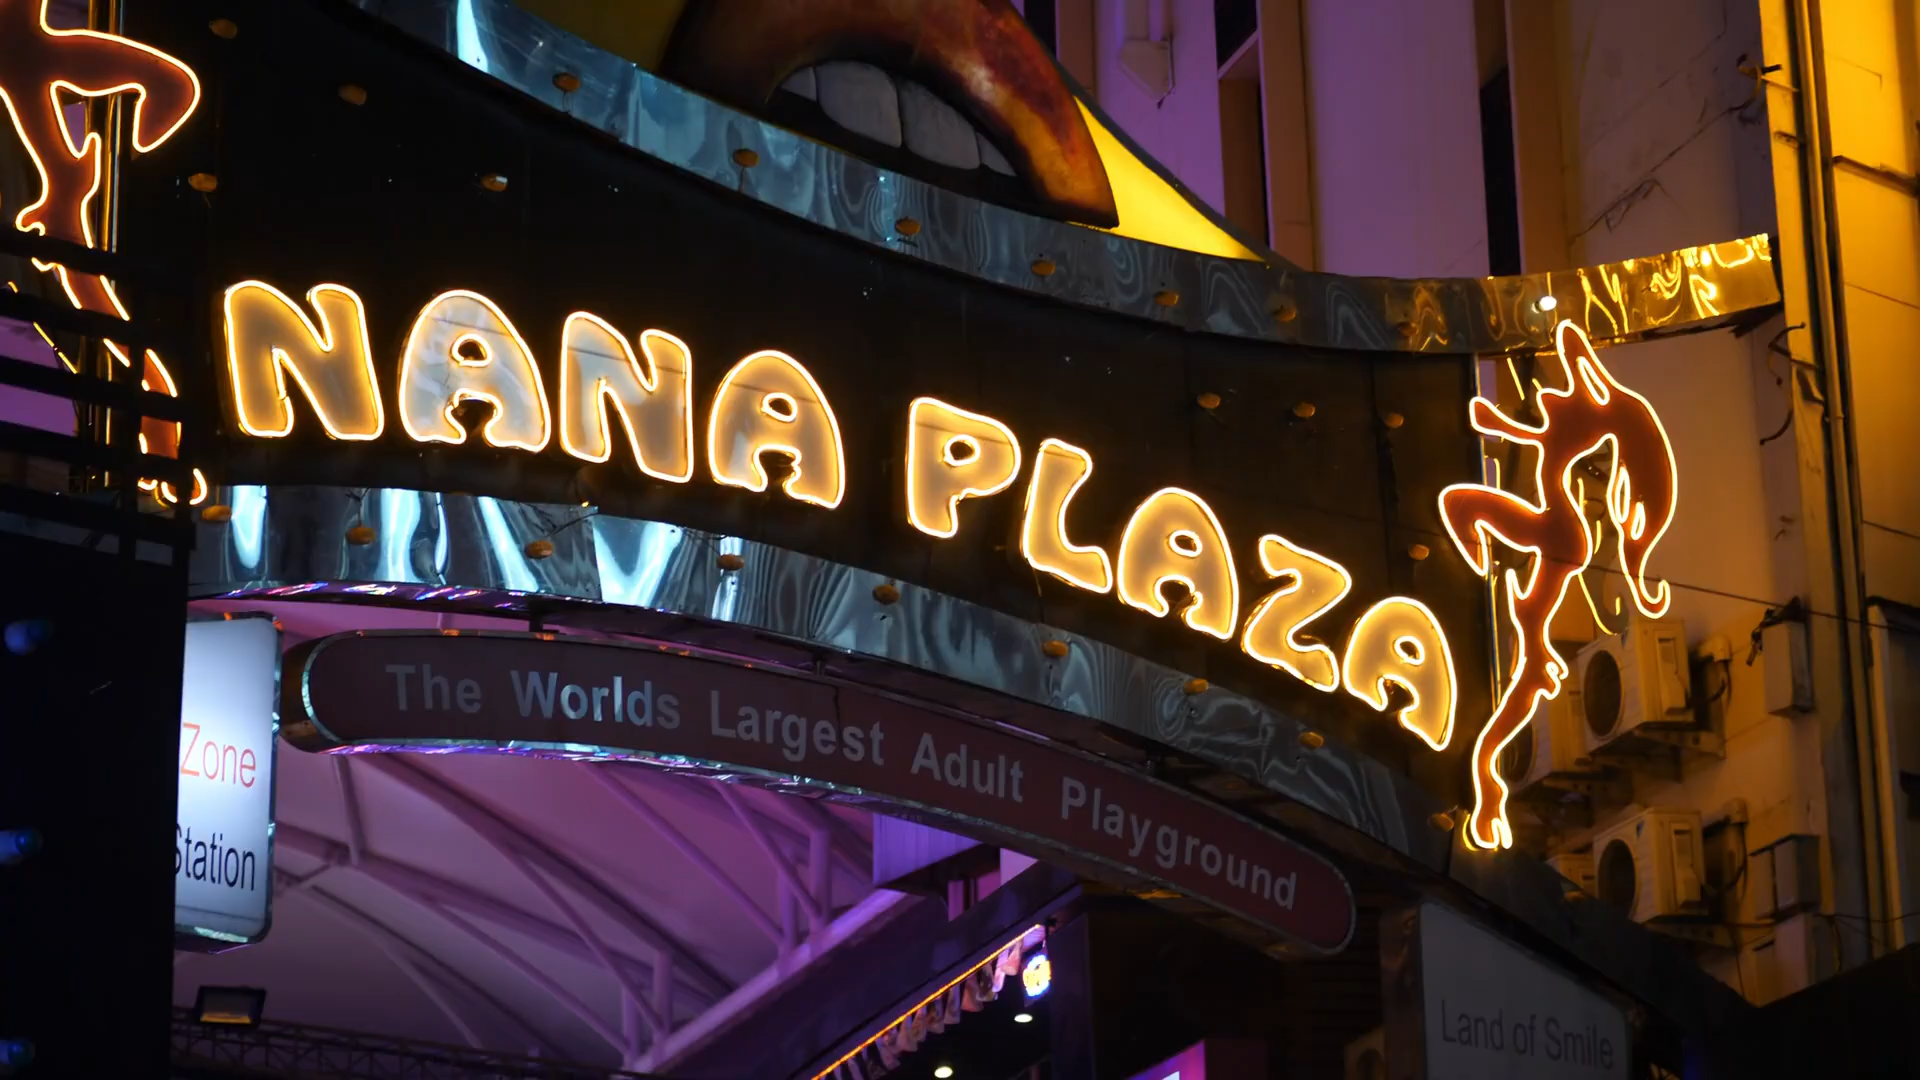 NANA PLAZA
The Worlds Largest Adult Playground
Zone
Station
Land of Smile